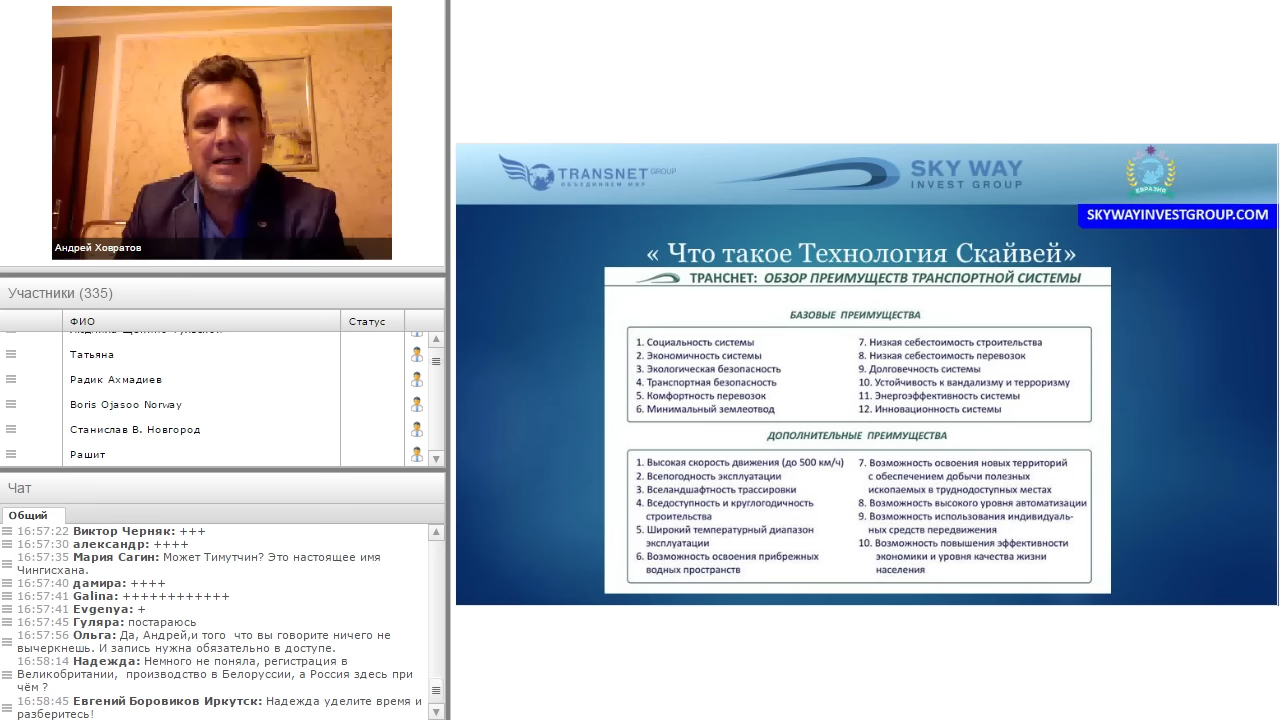 Андрей Ховратов
Участники (335)
ФИО
Статус
Татьяна
Радик Ахмадиев
Boris Ojasoo Norway
Станислав В. Новгород
Рашит
Чат
Общий
16:57:22 Виктор Черняк: +++
16:57:30 александр: ++++
16:57:35 Мария Сагин: Может Тимутчин? Это настоящее имя
Чингисхана.
16:57:40 дамира: ++++
16:57:41 Galina: ++++++++++++
16:57:41 Evgenya: +
16:57:45 Гуляра: постараюсь
16:57:56 Ольга: Да, Андрей,и того что вы говорите ничего не
вычеркнешь. И запись нужна обязательно в доступе.
16:58:14 Надежда: Немного не поняла, регистрация в
Великобритании, производство в Белоруссии, а Россия здесь при
чём ?
16:58:45 Евгений Боровиков Иркутск: Надежда уделите время и
разберитесь!
TRANSNET GROUP
ОБЪЕДИНЯЕМ МИР
SKY WAY
INVEST GROUP
ЕВРАЗИЯ
SKYWAYINVESTGROUP.COM
« Что такое Технология Скайвей»
ТРАНСНЕТ: ОБЗОР ПРЕИМУЩЕСТВ ТРАНСПОРТНОЙ СИСТЕМЫ
БАЗОВЫЕ ПРЕИМУЩЕСТВА
1. Социальность системы
2. Экономичность системы
3. Экологическая безопасность
4. Транспортная безопасность
5. Комфортность перевозок
6. Минимальный землеотвод
7. Низкая себестоимость строительства
8. Низкая себестоимость перевозок
9. Долговечность системы
10. Устойчивость к вандализму и терроризму
11. Энергоэффективность системы
12. Инновационность системы
ДОПОЛНИТЕЛЬНЫЕ ПРЕИМУЩЕСТВА
1. Высокая скорость движения (до 500 км/ч)
2. Всепогодность эксплуатации
3. Вселандшафтность трассировки
4. Вседоступность и круглогодичность
строительства
5. Широкий температурный диапазон
эксплуатации
6. Возможность освоения прибрежных
водных пространств
7. Возможность освоения новых территорий
с обеспечением добычи полезных
ископаемых в труднодоступных местах
8. Возможность высокого уровня автоматизации
9. Возможность использования индивидуаль-
ных средств передвижения
10. Возможность повышения эффективности
экономики и уровня качества жизни
населения